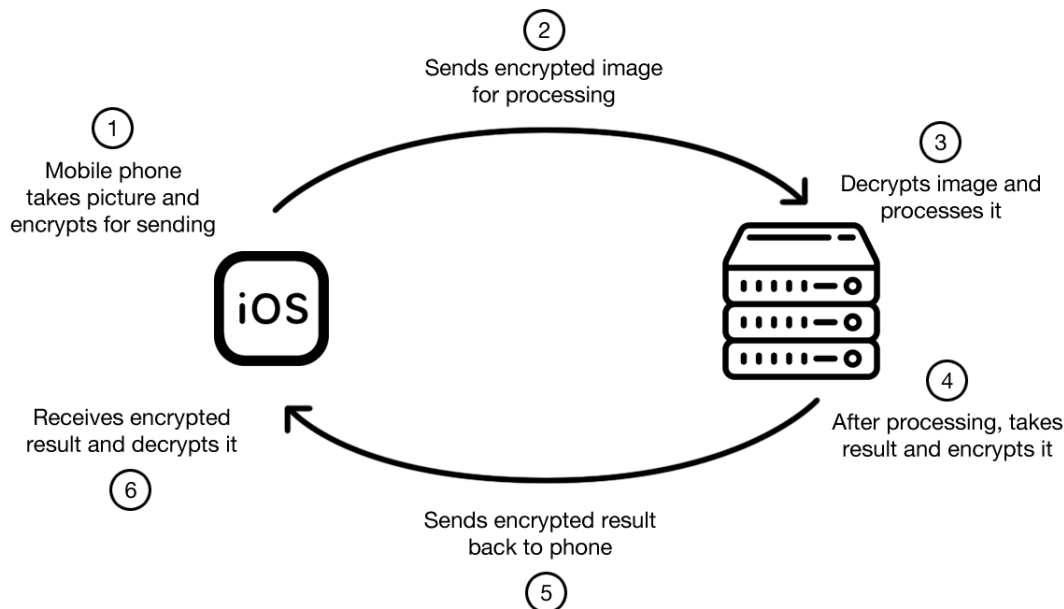 1
Mobile phone
takes picture and
encrypts for sending
2
Sends encrypted image
for processing
3
Decrypts image and
processes it
iOS
4
After processing, takes
result and encrypts it
Sends encrypted result
back to phone
5
Receives encrypted
result and decrypts it
6